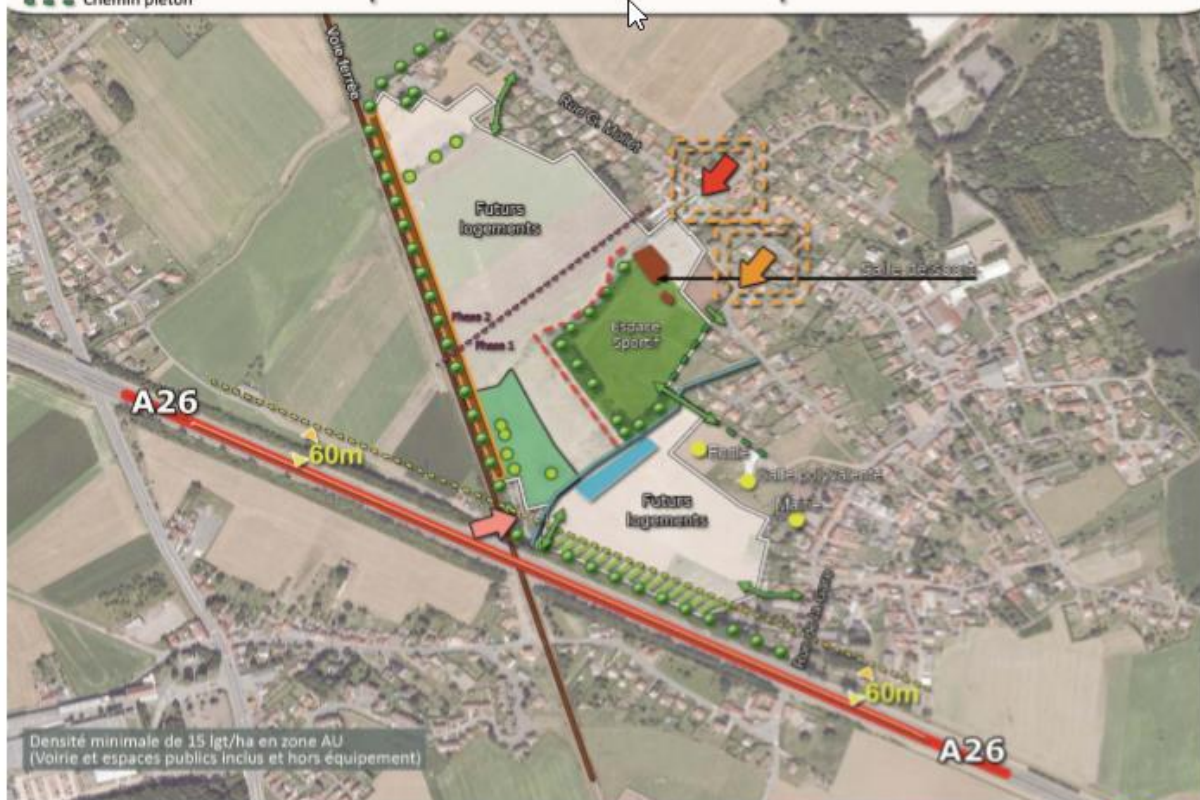 Chemin piéton
Voie ferrée
Rue G. Molet
Futurs
logements
Salle de sport
Phase 2
Phase 1
Espace
Sportif
A26
60m
Ecole
Salle polyvalente
Futurs
logements
Mairie
60m
Densité minimale de 15 lgt/ha en zone AU
(Voirie et espaces publics inclus et hors équipement)
A26